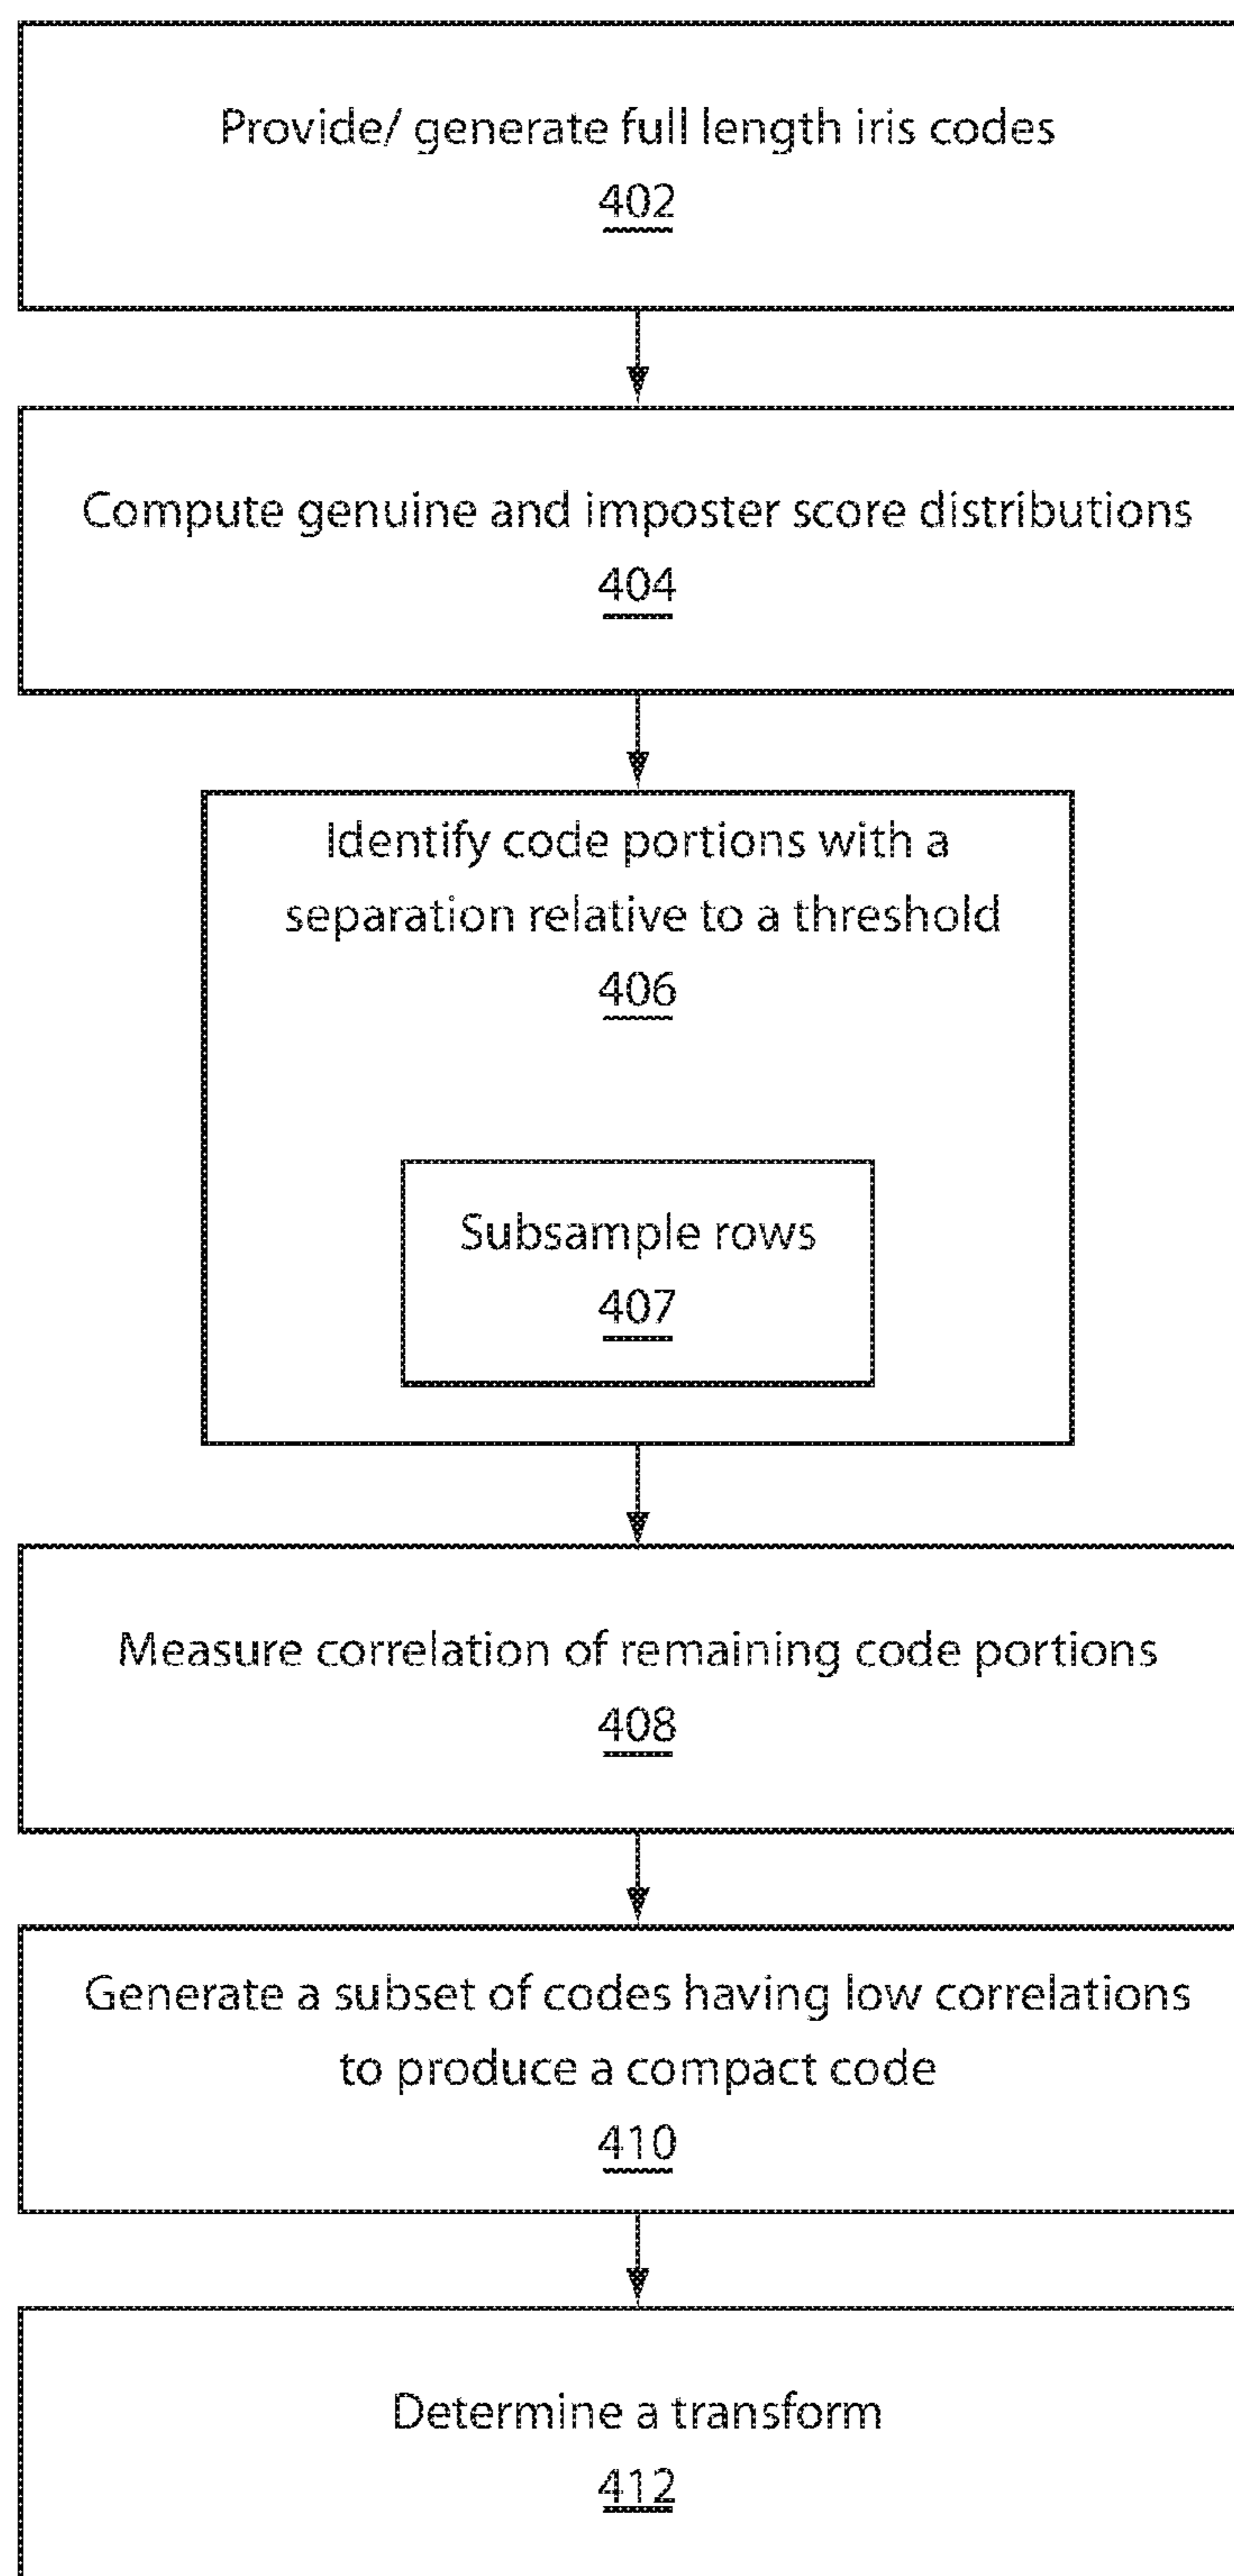 Provide/ generate full length iris codes
402
Compute genuine and imposter score distributions
404
Identify code portions with a
separation relative to a threshold
406
Subsample rows
407
Measure correlation of remaining code portions
408
Generate a subset of codes having low correlations
to produce a compact code
410
Determine a transform
412